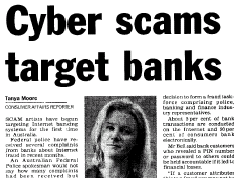 Cyber scams
target banks
Tanya Moore
CONSUMER AFFAIRS REPORTER
SCAM artists have begun
targeting Internet banking
systems for the first time
in Australia.
Federal police have re-
ceived several complaints
from banks about Internet
fraud in recent months.
An Australian Federal
Police spokesman would not
say how many complaints
had been received but
decision to form a fraud task-
force comprising police,
banking and finance indus-
try representatives.
About 5 per cent of bank
transactions are conducted
on the Internet and 50 per
cent of consumers bank
electronically.
Mr Bell said bank customers
who revealed a PIN number
or password to others could
be held accountable if it led to
financial losses.
"If a customer attributes